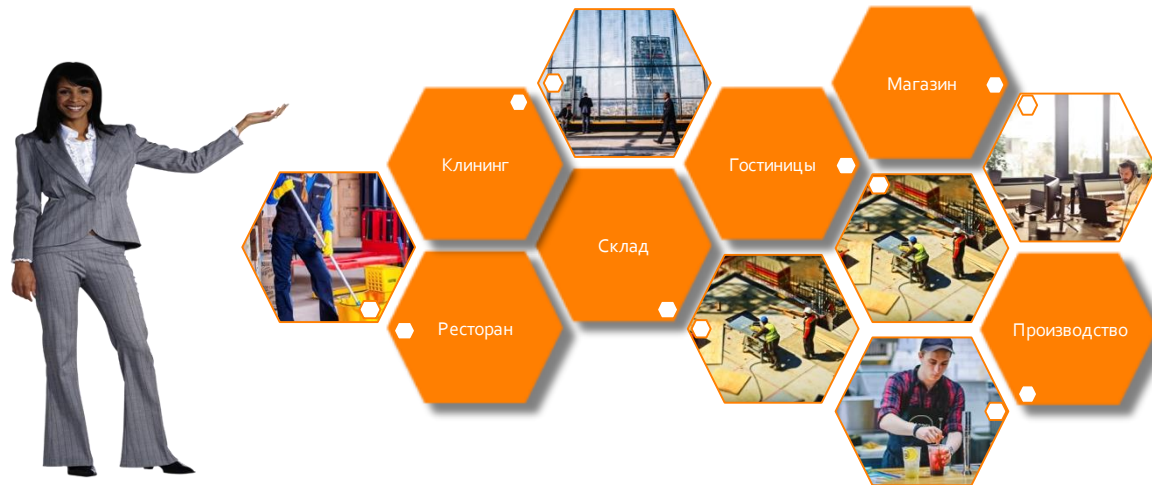 Магазин
Клининг
Гостиницы
Склад
Ресторан
Производство